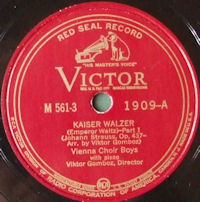 RED SEAL RECORD
"HIS MASTER'S VOICE"
VICTOR
M 561-3
1909-A
KAISER WALZER
(Emperor Waltz)-Part 1
(Johann Strauss, Op. 437-
Arr. by Viktor Gomboz)
Vienna Choir Boys
with piano
Viktor Gomboz, Director